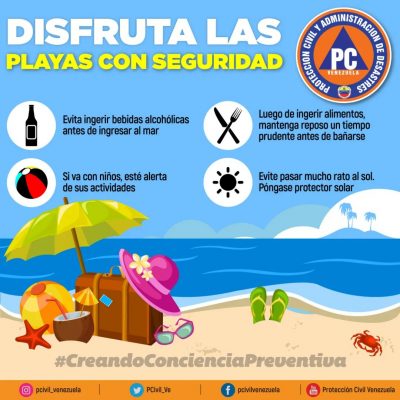 DISFRUTA LAS
PLAYAS CON SEGURIDAD
PROTECCIÓN CIVIL Y ADMINISTRACIÓN DE DESASTRES
PC
VENEZUELA
Evita ingerir bebidas alcohólicas
antes de ingresar al mar
Luego de ingerir alimentos,
mantenga reposo un tiempo
prudente antes de bañarse
Si va con niños, esté alerta
de sus actividades
Evite pasar mucho rato al sol.
Póngase protector solar
#CreandoConcienciaPreventiva
pcivil_venezuela
PCivil_Ve
pcivilvenezuela
Protección Civil Venezuela